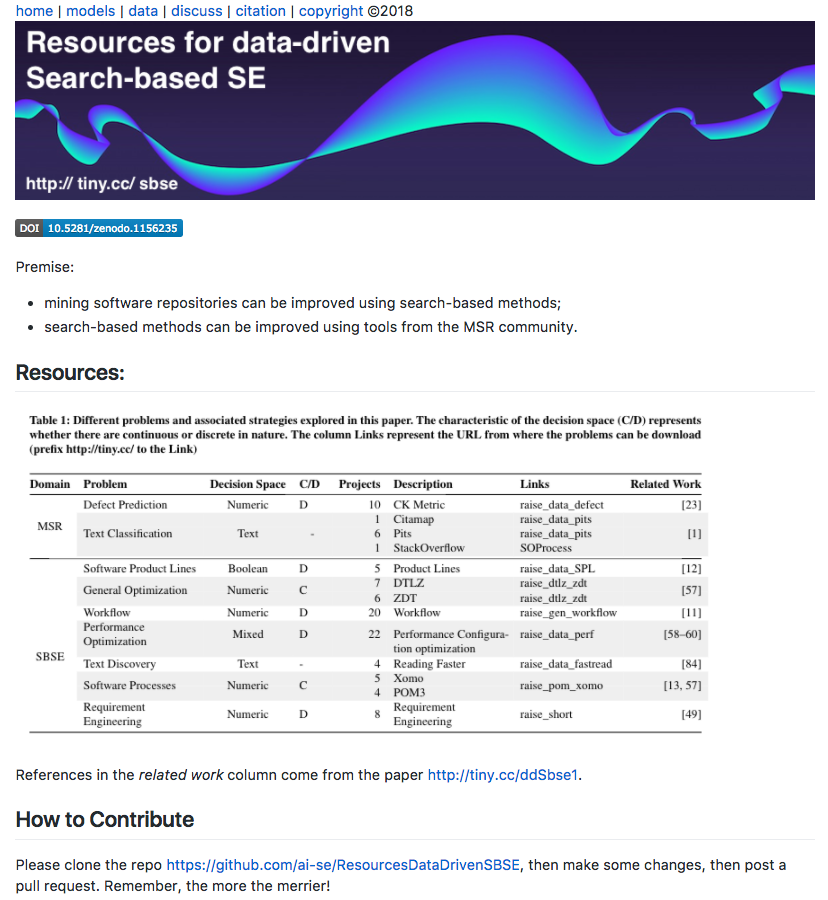 home | models | data | discuss | citation | copyright ©2018
Resources for data-driven
Search-based SE
http:// tiny.cc/ sbse
DOI 10.5281/zenodo.1156235
Premise:
• mining software repositories can be improved using search-based methods;
• search-based methods can be improved using tools from the MSR community.
Resources:
Table 1: Different problems and associated strategies explored in this paper. The characteristic of the decision space (C/D) represents
whether there are continuous or discrete in nature. The column Links represent the URL from where the problems can be download
(prefix http://tiny.cc/ to the Link)
Domain Problem Decision Space C/D Projects Description Links Related Work
MSR Defect Prediction Numeric D 10 CK Metric raise_data_defect [23]
Text Classification Text - 1 Citamap raise_data_pits [1]
6 Pits raise_data_pits
1 StackOverflow SOProcess
SBSE Software Product Lines Boolean D 5 Product Lines raise_data_SPL [12]
General Optimization Numeric C 7 DTLZ raise_dtlz_zdt [57]
6 ZDT raise_dtlz_zdt
Workflow Numeric D 20 Workflow raise_gen_workflow [11]
Performance
Optimization Mixed D 22 Performance Configura- raise_data_perf [58–60]
tion optimization
Text Discovery Text - 4 Reading Faster raise_data_fastread [84]
Software Processes Numeric C 5 Xomo raise_pom_xomo [13, 57]
4 POM3
Requirement
Engineering Numeric D 8 Requirement
Engineering raise_short [49]
References in the related work column come from the paper http://tiny.cc/ddSbse1.
How to Contribute
Please clone the repo https://github.com/ai-se/ResourcesDataDrivenSBSE, then make some changes, then post a
pull request. Remember, the more the merrier!